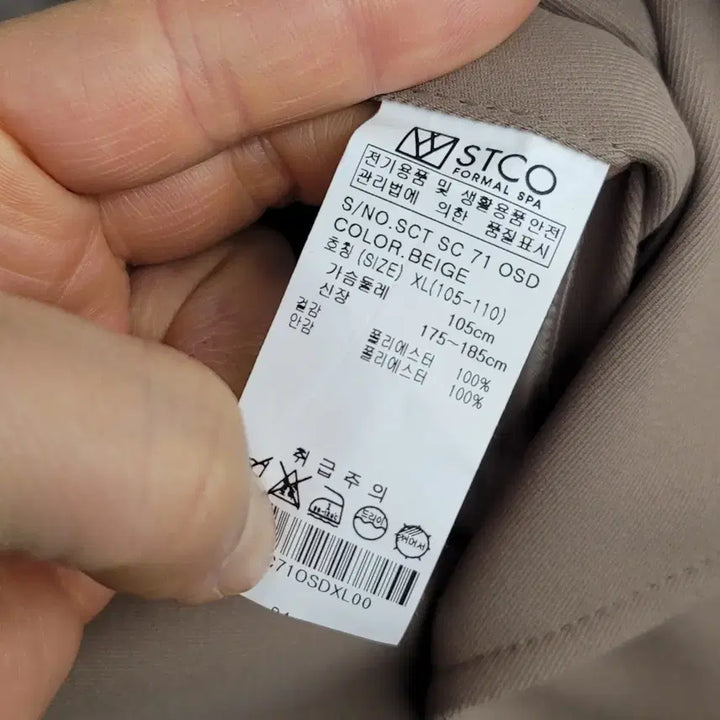 STCO
FORMAL SPA
전기용품 및 생활용품안전
관리법에 의한 품질표시
S/NO.SCT SC 71 OSD
COLOR.BEIGE
호칭 (SIZE) XL(105-110)
가슴둘레 105cm
신장 175~185cm
겉감 폴리에스터 100%
안감 폴리에스터 100%
취급주의
드라이
71OSDXL00